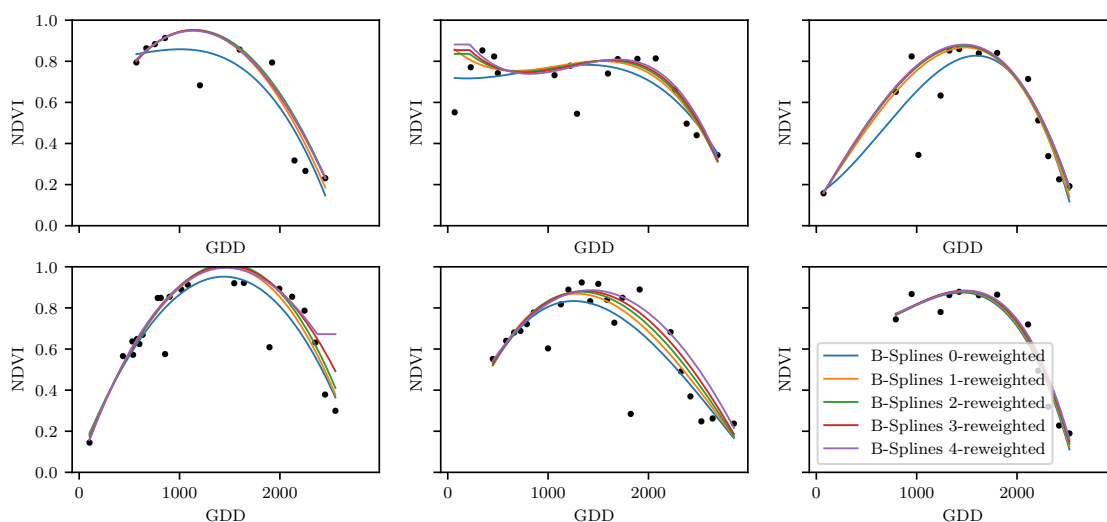 1.0
0.8
0.6
0.4
0.2
0.0
NDVI
GDD
NDVI
GDD
NDVI
GDD
1.0
0.8
0.6
0.4
0.2
0.0
NDVI
0 1000 2000
GDD
NDVI
0 1000 2000
GDD
NDVI
0 1000 2000
GDD
B-Splines 0-reweighted
B-Splines 1-reweighted
B-Splines 2-reweighted
B-Splines 3-reweighted
B-Splines 4-reweighted